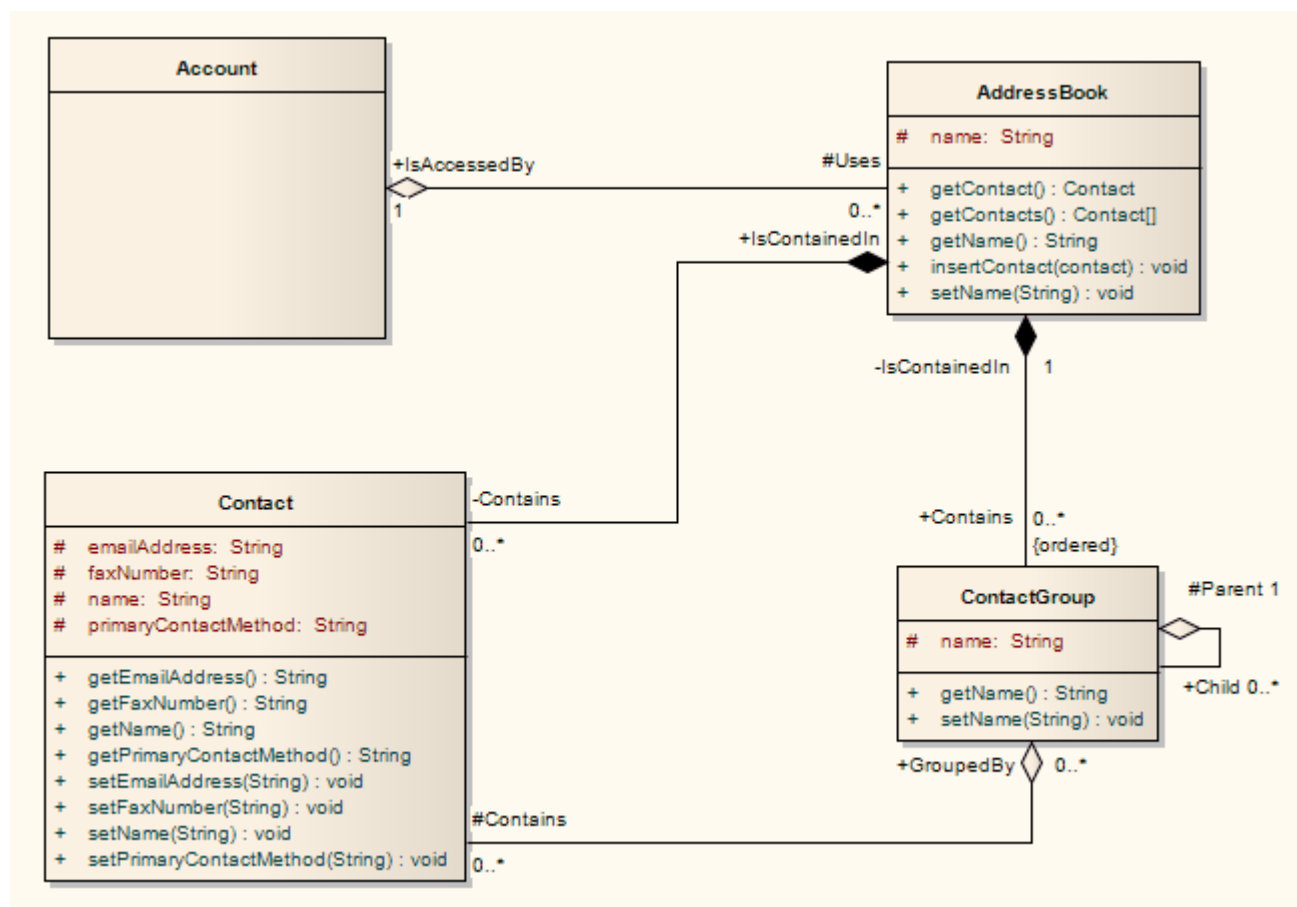 Account
AddressBook
# name: String
+ getContact() : Contact
+ getContacts() : Contact[]
+ getName() : String
+ insertContact(contact) : void
+ setName(String) : void
+IsAccessedBy
1
#Uses
0..*
+IsContainedIn
-IsContainedIn 1
+Contains 0..*
{ordered}
Contact
# emailAddress: String
# faxNumber: String
# name: String
# primaryContactMethod: String
+ getEmailAddress() : String
+ getFaxNumber() : String
+ getName() : String
+ getPrimaryContactMethod() : String
+ setEmailAddress(String) : void
+ setFaxNumber(String) : void
+ setName(String) : void
+ setPrimaryContactMethod(String) : void
-Contains
0..*
ContactGroup
# name: String
+ getName() : String
+ setName(String) : void
#Parent 1
+Child 0..*
+GroupedBy 0..*
#Contains
0..*